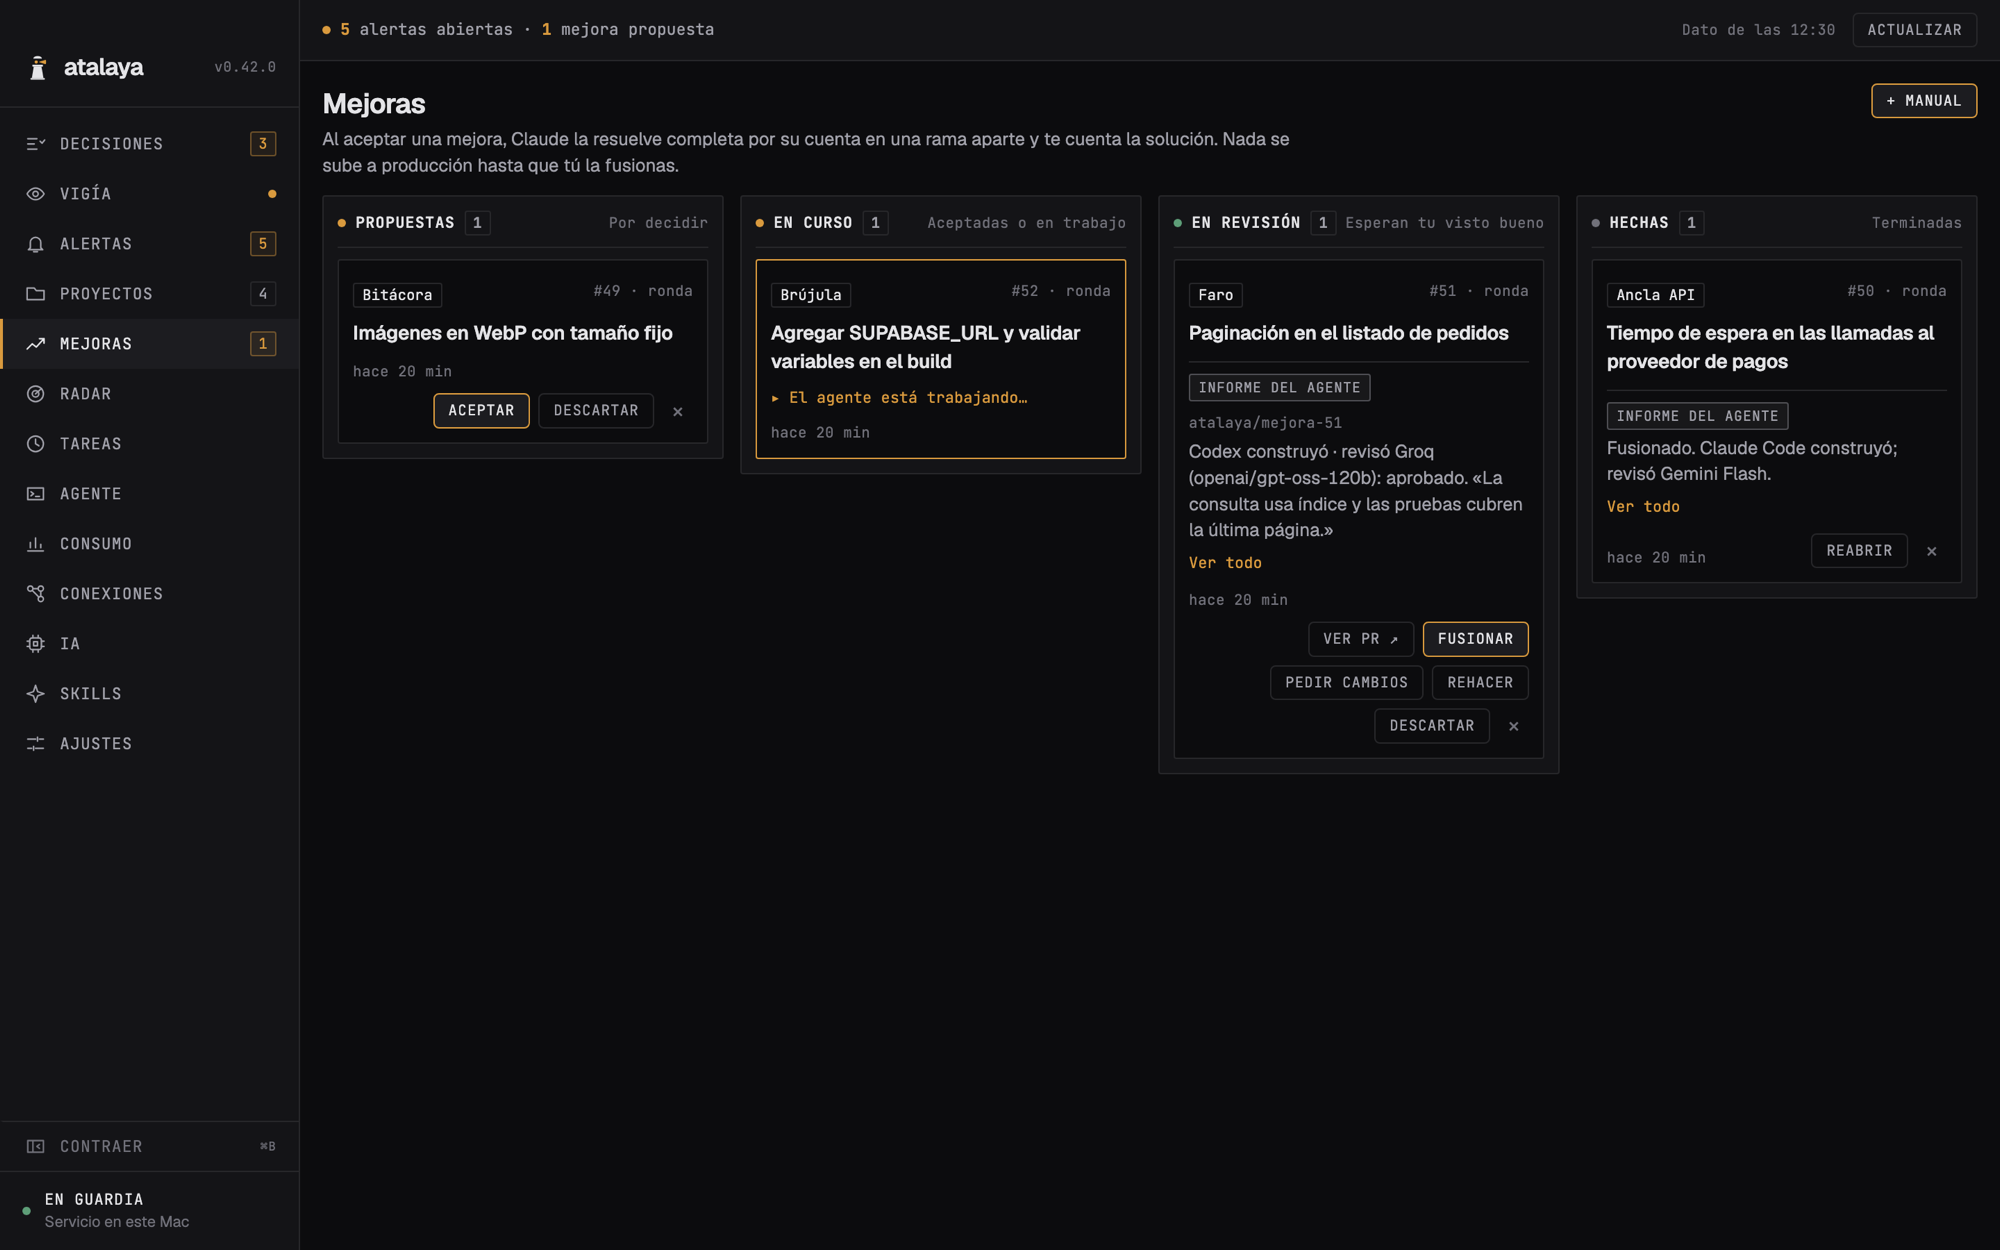 atalaya
v0.42.0
DECISIONES 3
VIGÍA
ALERTAS 5
PROYECTOS 4
MEJORAS 1
RADAR
TAREAS
AGENTE
CONSUMO
CONEXIONES
IA
SKILLS
AJUSTES
CONTRAER ⌘B
EN GUARDIA
Servicio en este Mac
5 alertas abiertas · 1 mejora propuesta
Dato de las 12:30
ACTUALIZAR
Mejoras
+ MANUAL
Al aceptar una mejora, Claude la resuelve completa por su cuenta en una rama aparte y te cuenta la solución. Nada se
sube a producción hasta que tú la fusionas.
PROPUESTAS 1 Por decidir
Bitácora #49 · ronda
Imágenes en WebP con tamaño fijo
hace 20 min
ACEPTAR DESCARTAR ×
EN CURSO 1 Aceptadas o en trabajo
Brújula #52 · ronda
Agregar SUPABASE_URL y validar
variables en el build
▸ El agente está trabajando…
hace 20 min
EN REVISIÓN 1 Esperan tu visto bueno
Faro #51 · ronda
Paginación en el listado de pedidos
INFORME DEL AGENTE
atalaya/mejora-51
Codex construyó · revisó Groq
(openai/gpt-oss-120b): aprobado. «La
consulta usa índice y las pruebas cubren
la última página.»
Ver todo
hace 20 min
VER PR ↗ FUSIONAR
PEDIR CAMBIOS REHACER
DESCARTAR ×
HECHAS 1 Terminadas
Ancla API #50 · ronda
Tiempo de espera en las llamadas al
proveedor de pagos
INFORME DEL AGENTE
Fusionado. Claude Code construyó;
revisó Gemini Flash.
Ver todo
hace 20 min REABRIR ×